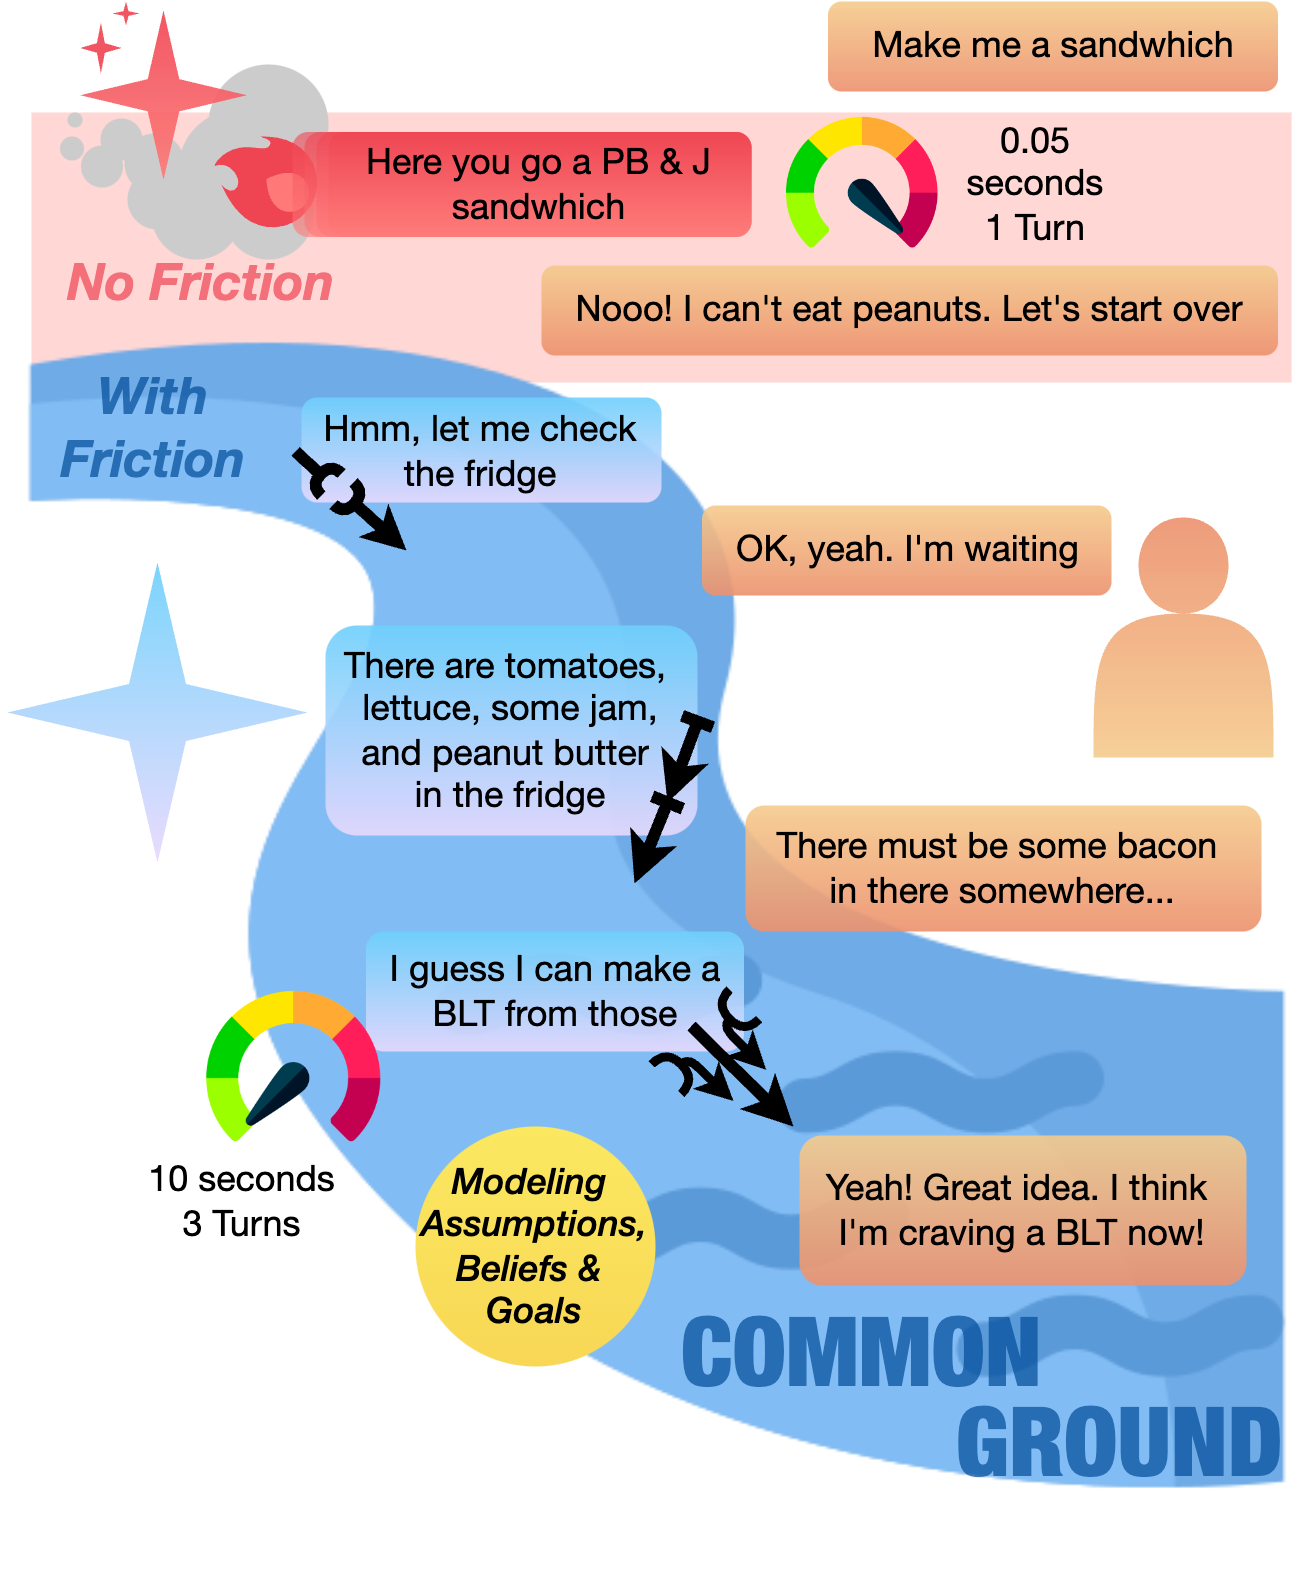 Make me a sandwhich
Here you go a PB & J
sandwhich
0.05
seconds
1 Turn
No Friction
Nooo! I can't eat peanuts. Let's start over
With
Friction
Hmm, let me check
the fridge
OK, yeah. I'm waiting
There are tomatoes,
lettuce, some jam,
and peanut butter
in the fridge
There must be some bacon
in there somewhere...
I guess I can make a
BLT from those
10 seconds
3 Turns
Modeling
Assumptions,
Beliefs &
Goals
Yeah! Great idea. I think
I'm craving a BLT now!
COMMON
GROUND